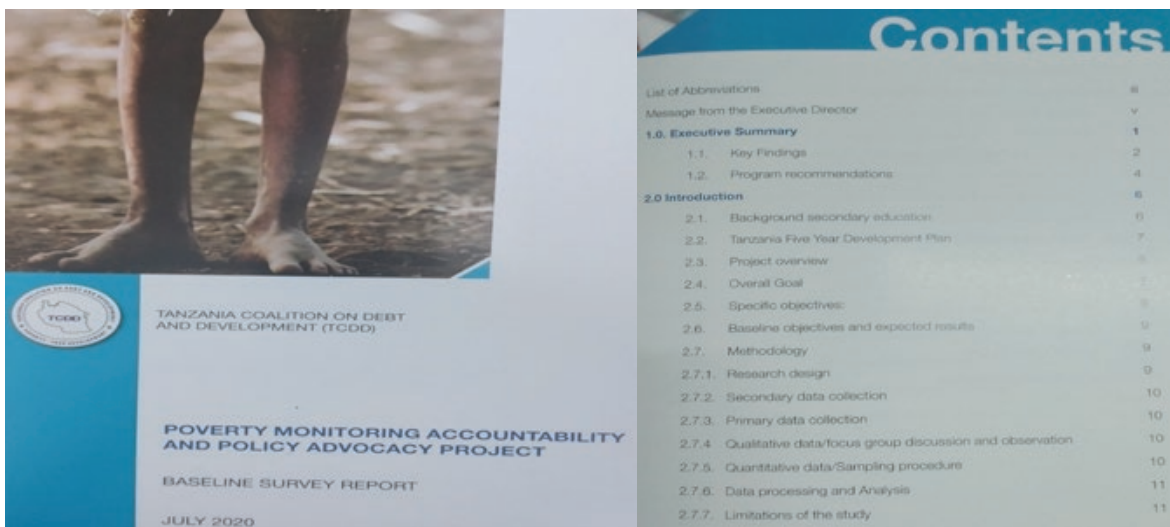 TCDD
TANZANIA COALITION ON DEBT
AND DEVELOPMENT (TCDD)
POVERTY MONITORING ACCOUNTABILITY
AND POLICY ADVOCACY PROJECT
BASELINE SURVEY REPORT
JULY 2020
Contents
List of Abbreviations
Message from the Executive Director v
1.0. Executive Summary 1
1.1. Key Findings 2
1.2. Program recommendations 4
2.0 Introduction 6
2.1. Background secondary education 6
2.2. Tanzania Five Year Development Plan 7
2.3. Project overview
2.4. Overall Goal
2.5. Specific objectives:
2.6. Baseline objectives and expected results 9
2.7. Methodology 9
2.7.1. Research design 9
2.7.2. Secondary data collection 10
2.7.3. Primary data collection 10
2.7.4 Qualitative data/focus group discussion and observation 10
2.7.5. Quantitative data/Sampling procedure 10
2.7.6. Data processing and Analysis 11
2.7.7. Limitations of the study 11